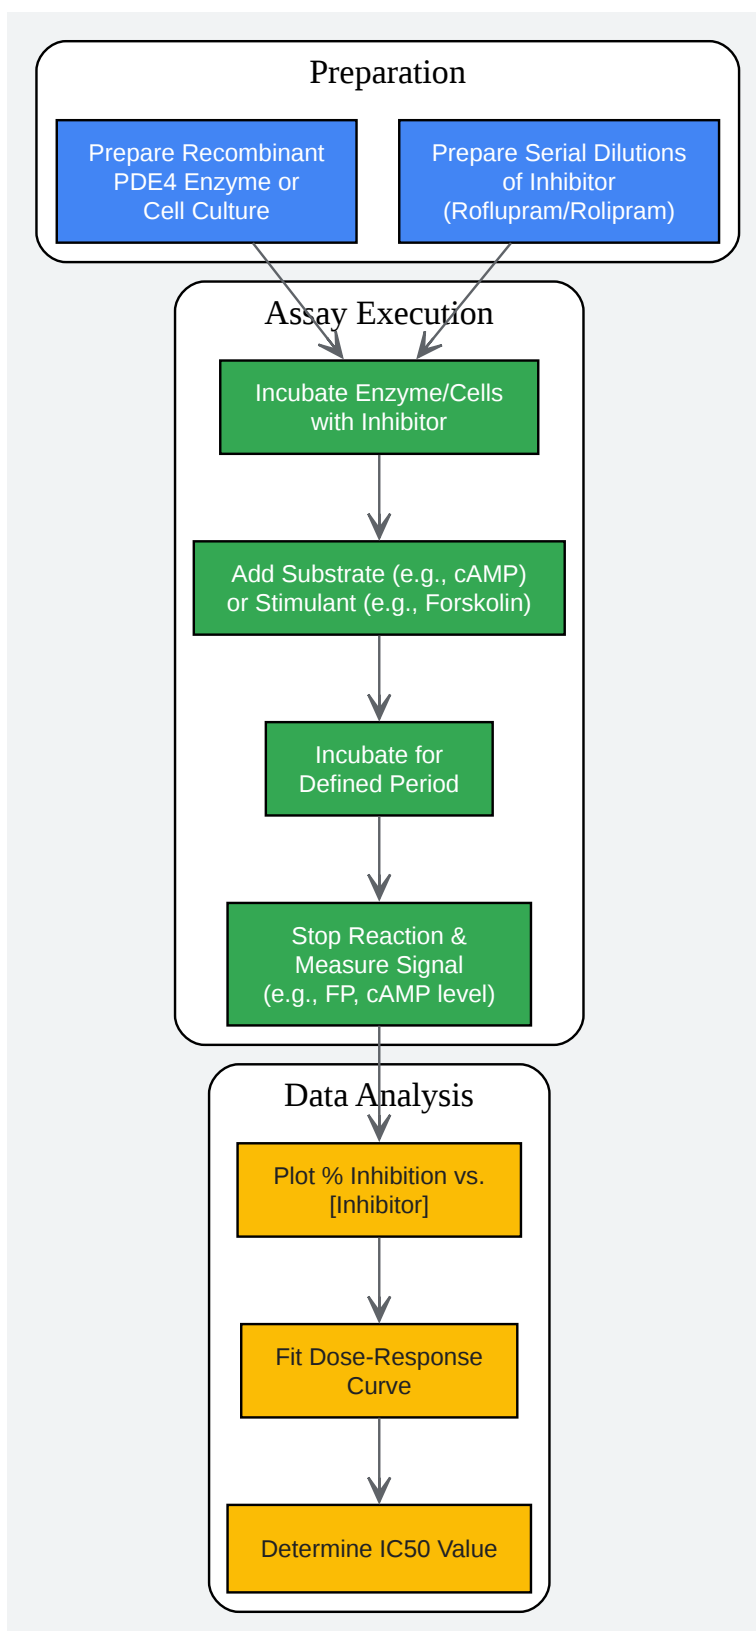 Preparation
Prepare Recombinant
PDE4 Enzyme or
Cell Culture
Prepare Serial Dilutions
of Inhibitor
(Roflupram/Rolipram)
Assay Execution
Incubate Enzyme/Cells
with Inhibitor
Add Substrate (e.g., cAMP)
or Stimulant (e.g., Forskolin)
Incubate for
Defined Period
Stop Reaction &
Measure Signal
(e.g., FP, cAMP level)
Data Analysis
Plot % Inhibition vs.
[Inhibitor]
Fit Dose-Response
Curve
Determine IC50 Value